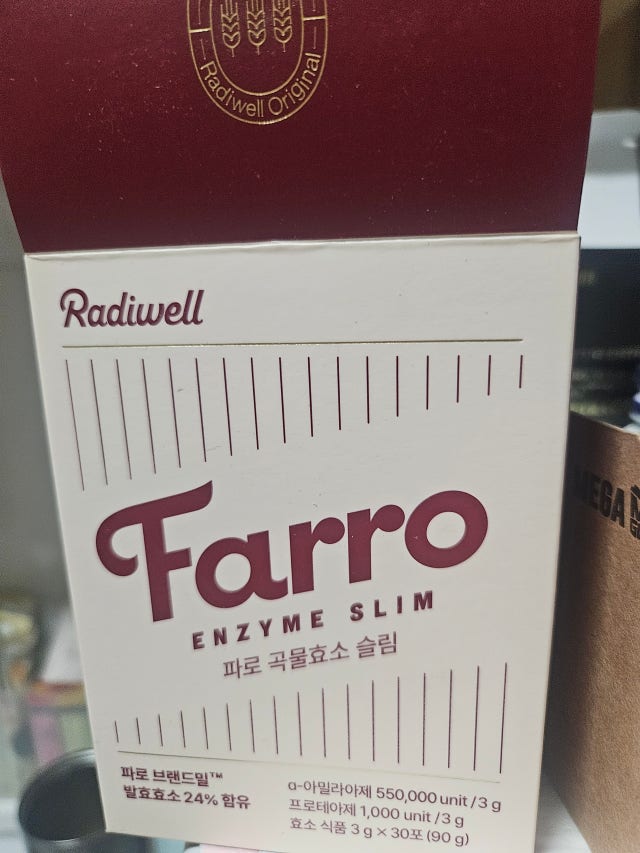 Radiwell Original
Radiwell
Farro
ENZYME SLIM
파로 곡물효소 슬림
파로 브랜드밀™
발효효소 24% 함유
α-아밀라아제 550,000 unit / 3 g
프로테아제 1,000 unit / 3 g
효소 식품 3 g × 30포 (90 g)
MEGA